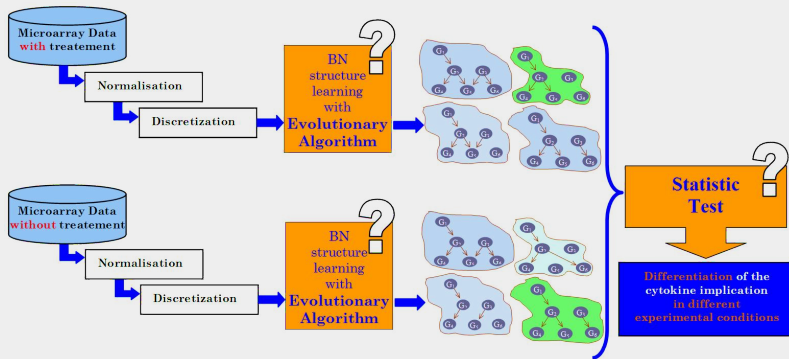 Microarray Data
with treatement
Normalisation
Discretization
?
BN
structure
learning
with
Evolutionary
Algorithm
Microarray Data
without treatement
Normalisation
Discretization
?
BN
structure
learning
with
Evolutionary
Algorithm
?
Statistic
Test
Differentiation of the
cytokine implication
in different
experimental conditions